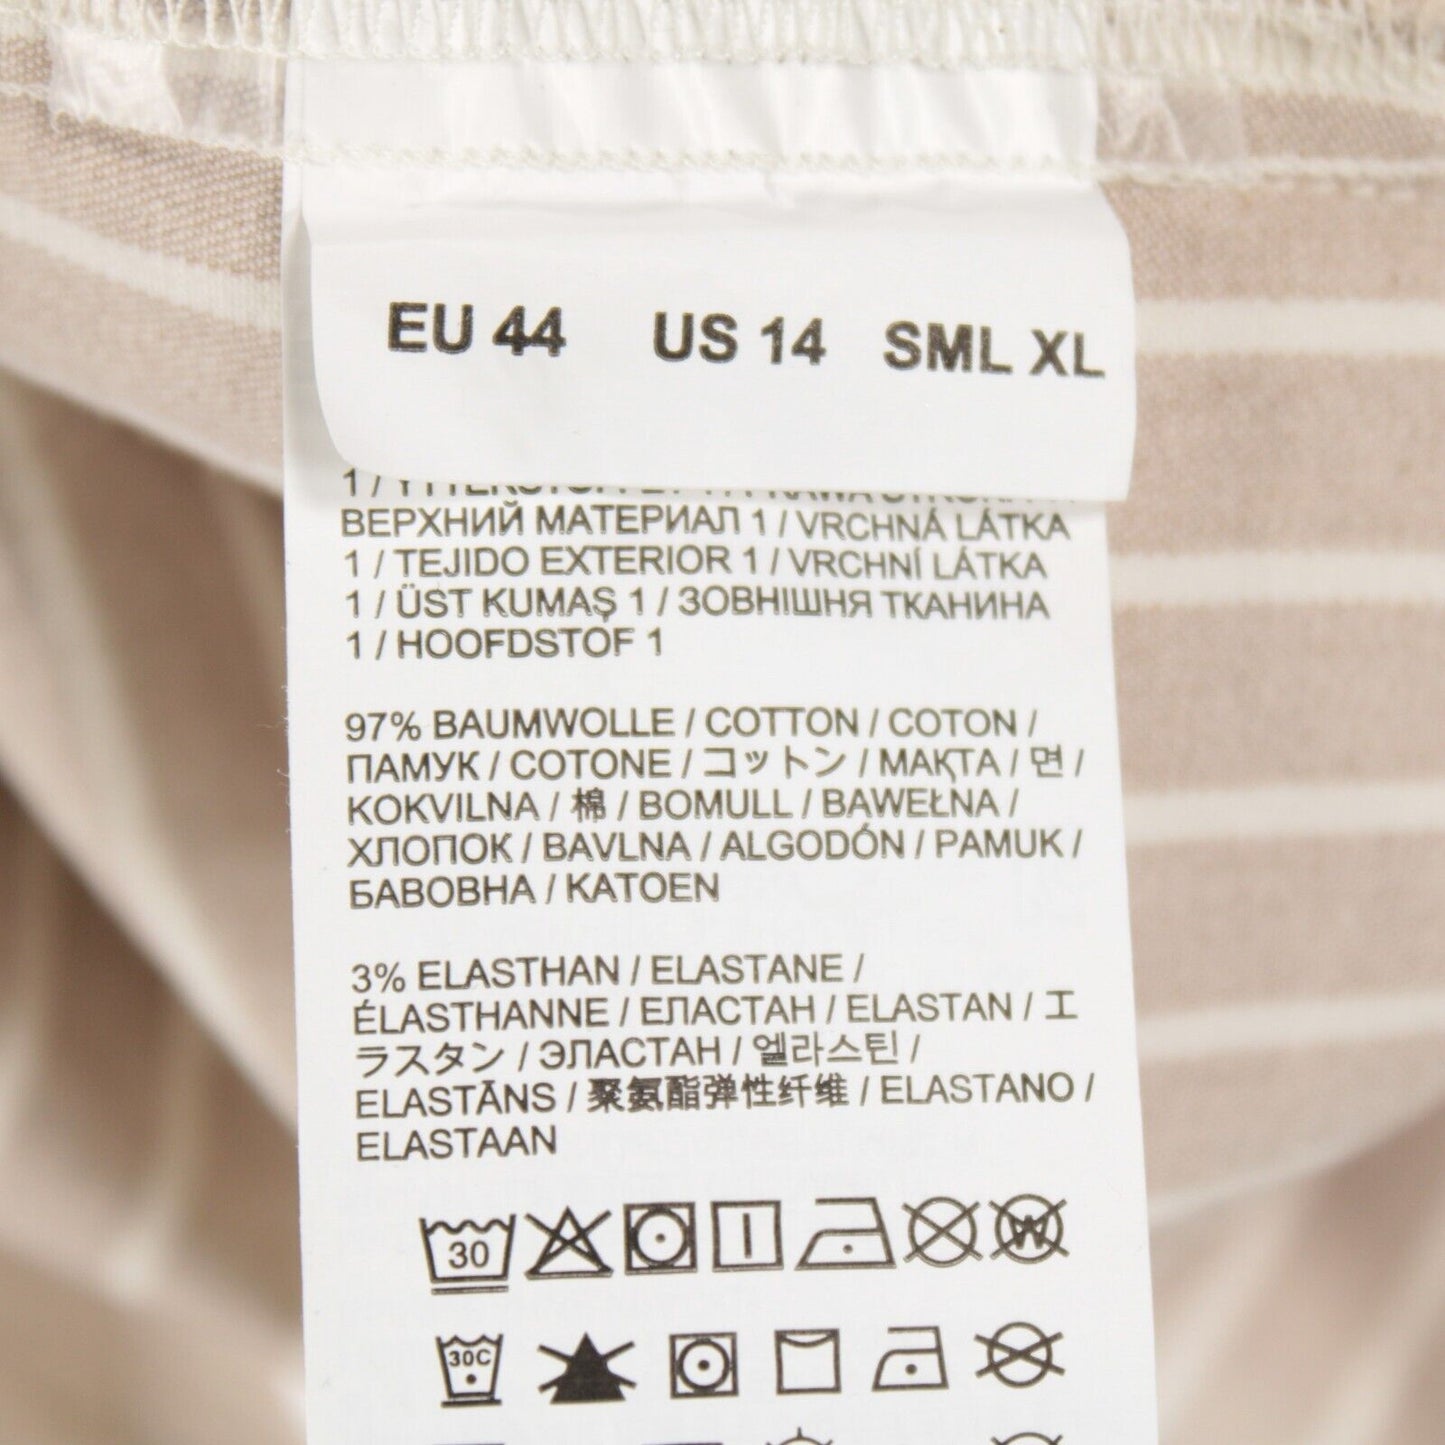 EU 44 US 14 SML XL
1 /
ВЕРХНИЙ МАТЕРИАЛ 1 / VRCHNÁ LÁTKA
1 / TEJIDO EXTERIOR 1 / VRCHNÍ LÁTKA
1 / ÜST KUMAŞ 1 / ЗОВНІШНЯ ТКАНИНА
1 / HOOFDSTOF 1
97% BAUMWOLLE / COTTON / COTON /
ПАМУК / COTONE / コットン / МАҚТА / 면 /
KOKVILNA / 棉 / BOMULL / BAWEŁNA /
ХЛОПОК / BAVLNA / ALGODÓN / PAMUK /
БАВОВНА / KATOEN
3% ELASTHAN / ELASTANE /
ÉLASTHANNE / ЕЛАСТАН / ELASTAN / エ
ラスタン / ЭЛАСТАН / 엘라스틴 /
ELASTĀNS / 聚氨酯弹性纤维 / ELASTANO /
ELASTAAN
30 W
30C